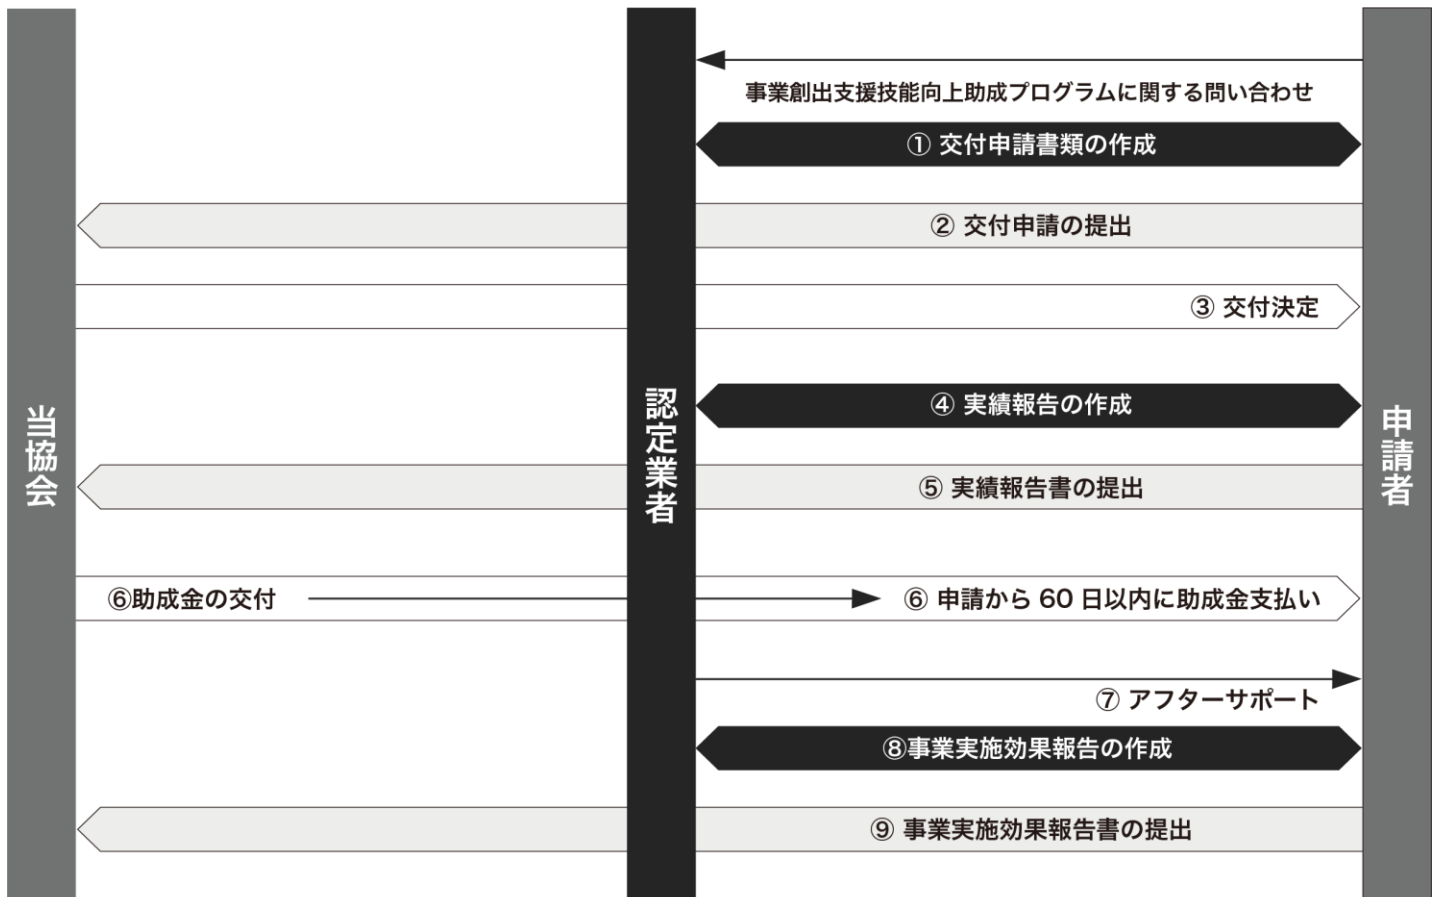 事業創出支援技能向上助成プログラムに関する問い合わせ
① 交付申請書類の作成
② 交付申請の提出
③ 交付決定
当協会
認定業者
申請者
④ 実績報告の作成
⑤ 実績報告書の提出
⑥助成金の交付
⑥ 申請から 60 日以内に助成金支払い
⑦ アフターサポート
⑧事業実施効果報告の作成
⑨ 事業実施効果報告書の提出